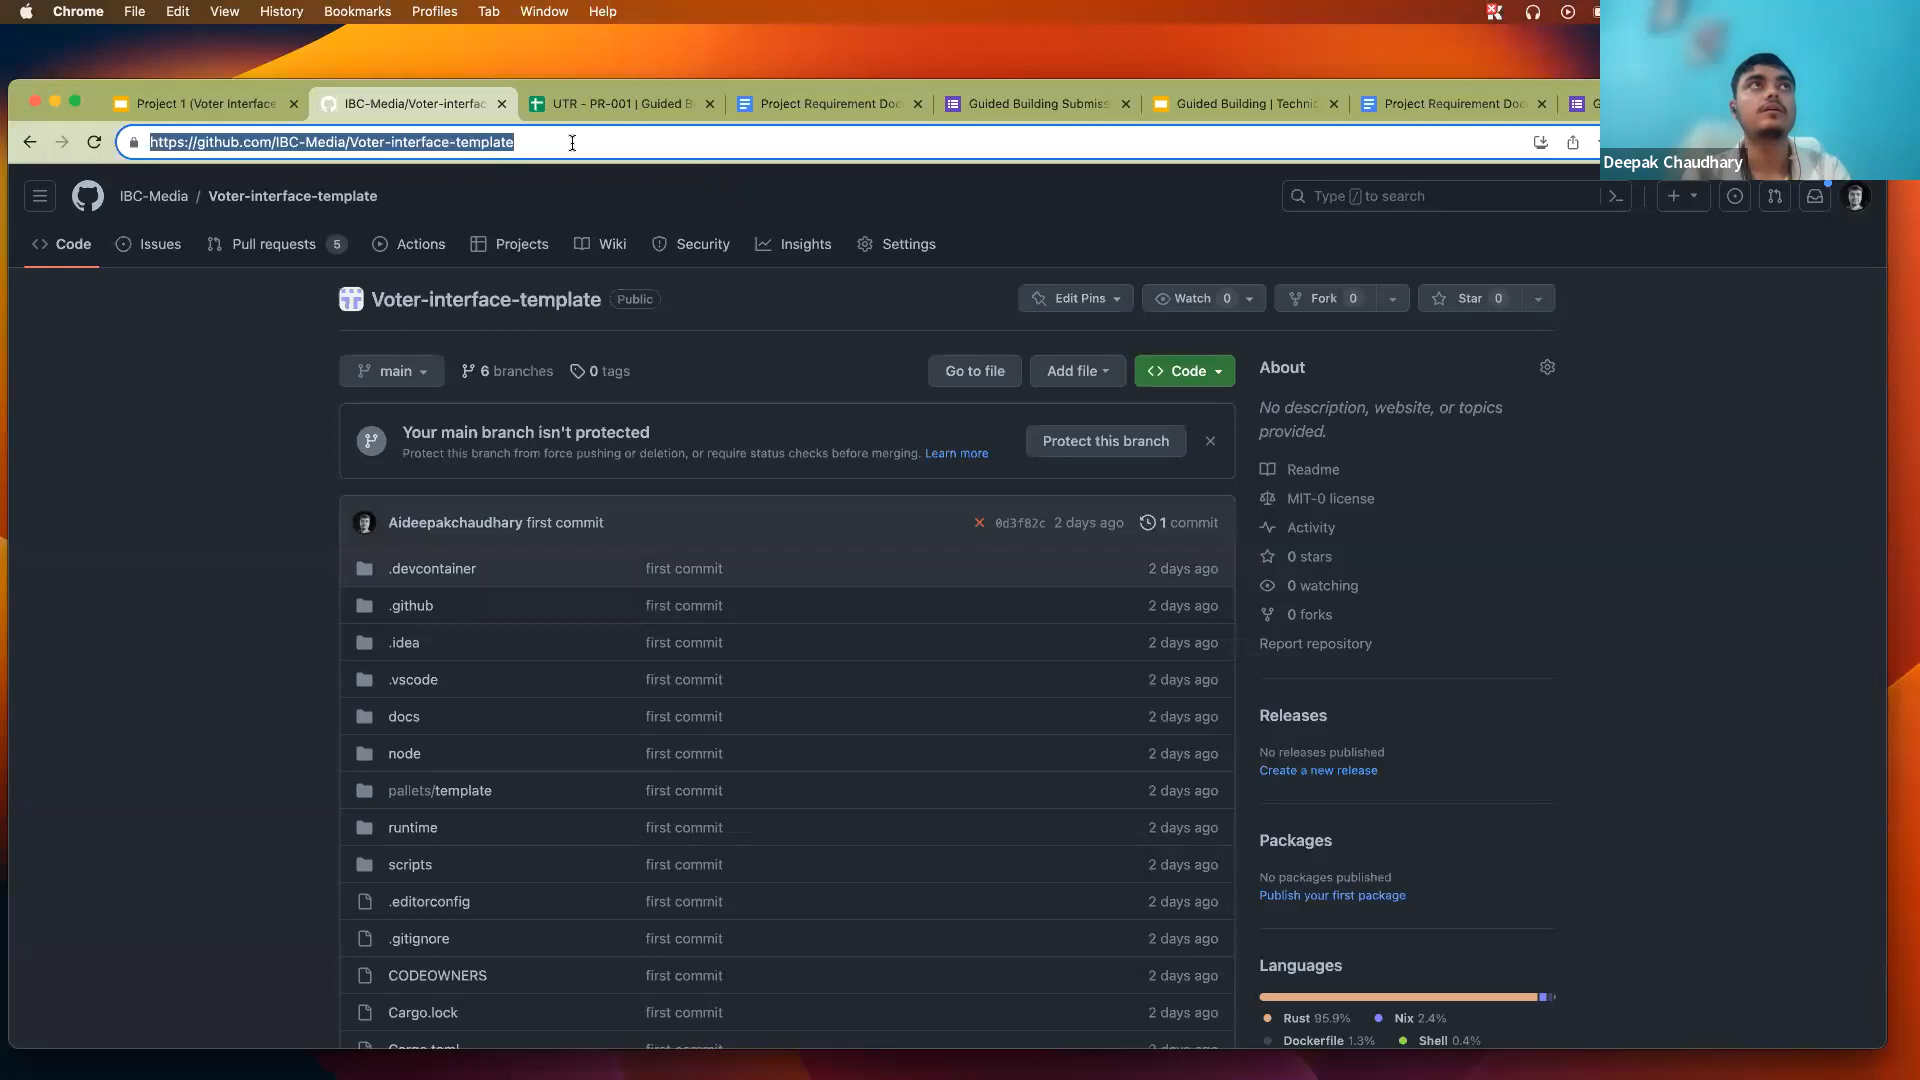 Chrome File Edit View History Bookmarks Profiles Tab Window Help
Project 1 (Voter Interface
IBC-Media/Voter-interfac
UTR - PR-001 | Guided B
Project Requirement Doc
Guided Building Submiss
Guided Building | Technic
Project Requirement Doc
G
https://github.com/IBC-Media/Voter-interface-template
Deepak Chaudhary
IBC-Media / Voter-interface-template
Type / to search
Code Issues Pull requests 5 Actions Projects Wiki Security Insights Settings
Voter-interface-template Public
Edit Pins Watch 0 Fork 0 Star 0
main 6 branches 0 tags
Go to file Add file Code
Your main branch isn't protected
Protect this branch from force pushing or deletion, or require status checks before merging. Learn more
Protect this branch
Aideepakchaudhary first commit 0d3f82c 2 days ago 1 commit
.devcontainer first commit 2 days ago
.github first commit 2 days ago
.idea first commit 2 days ago
.vscode first commit 2 days ago
docs first commit 2 days ago
node first commit 2 days ago
pallets/template first commit 2 days ago
runtime first commit 2 days ago
scripts first commit 2 days ago
.editorconfig first commit 2 days ago
.gitignore first commit 2 days ago
CODEOWNERS first commit 2 days ago
Cargo.lock first commit 2 days ago
Cargo.toml first commit 2 days ago
About
No description, website, or topics
provided.
Readme
MIT-0 license
Activity
0 stars
0 watching
0 forks
Report repository
Releases
No releases published
Create a new release
Packages
No packages published
Publish your first package
Languages
Rust 95.9% Nix 2.4%
Dockerfile 1.3% Shell 0.4%